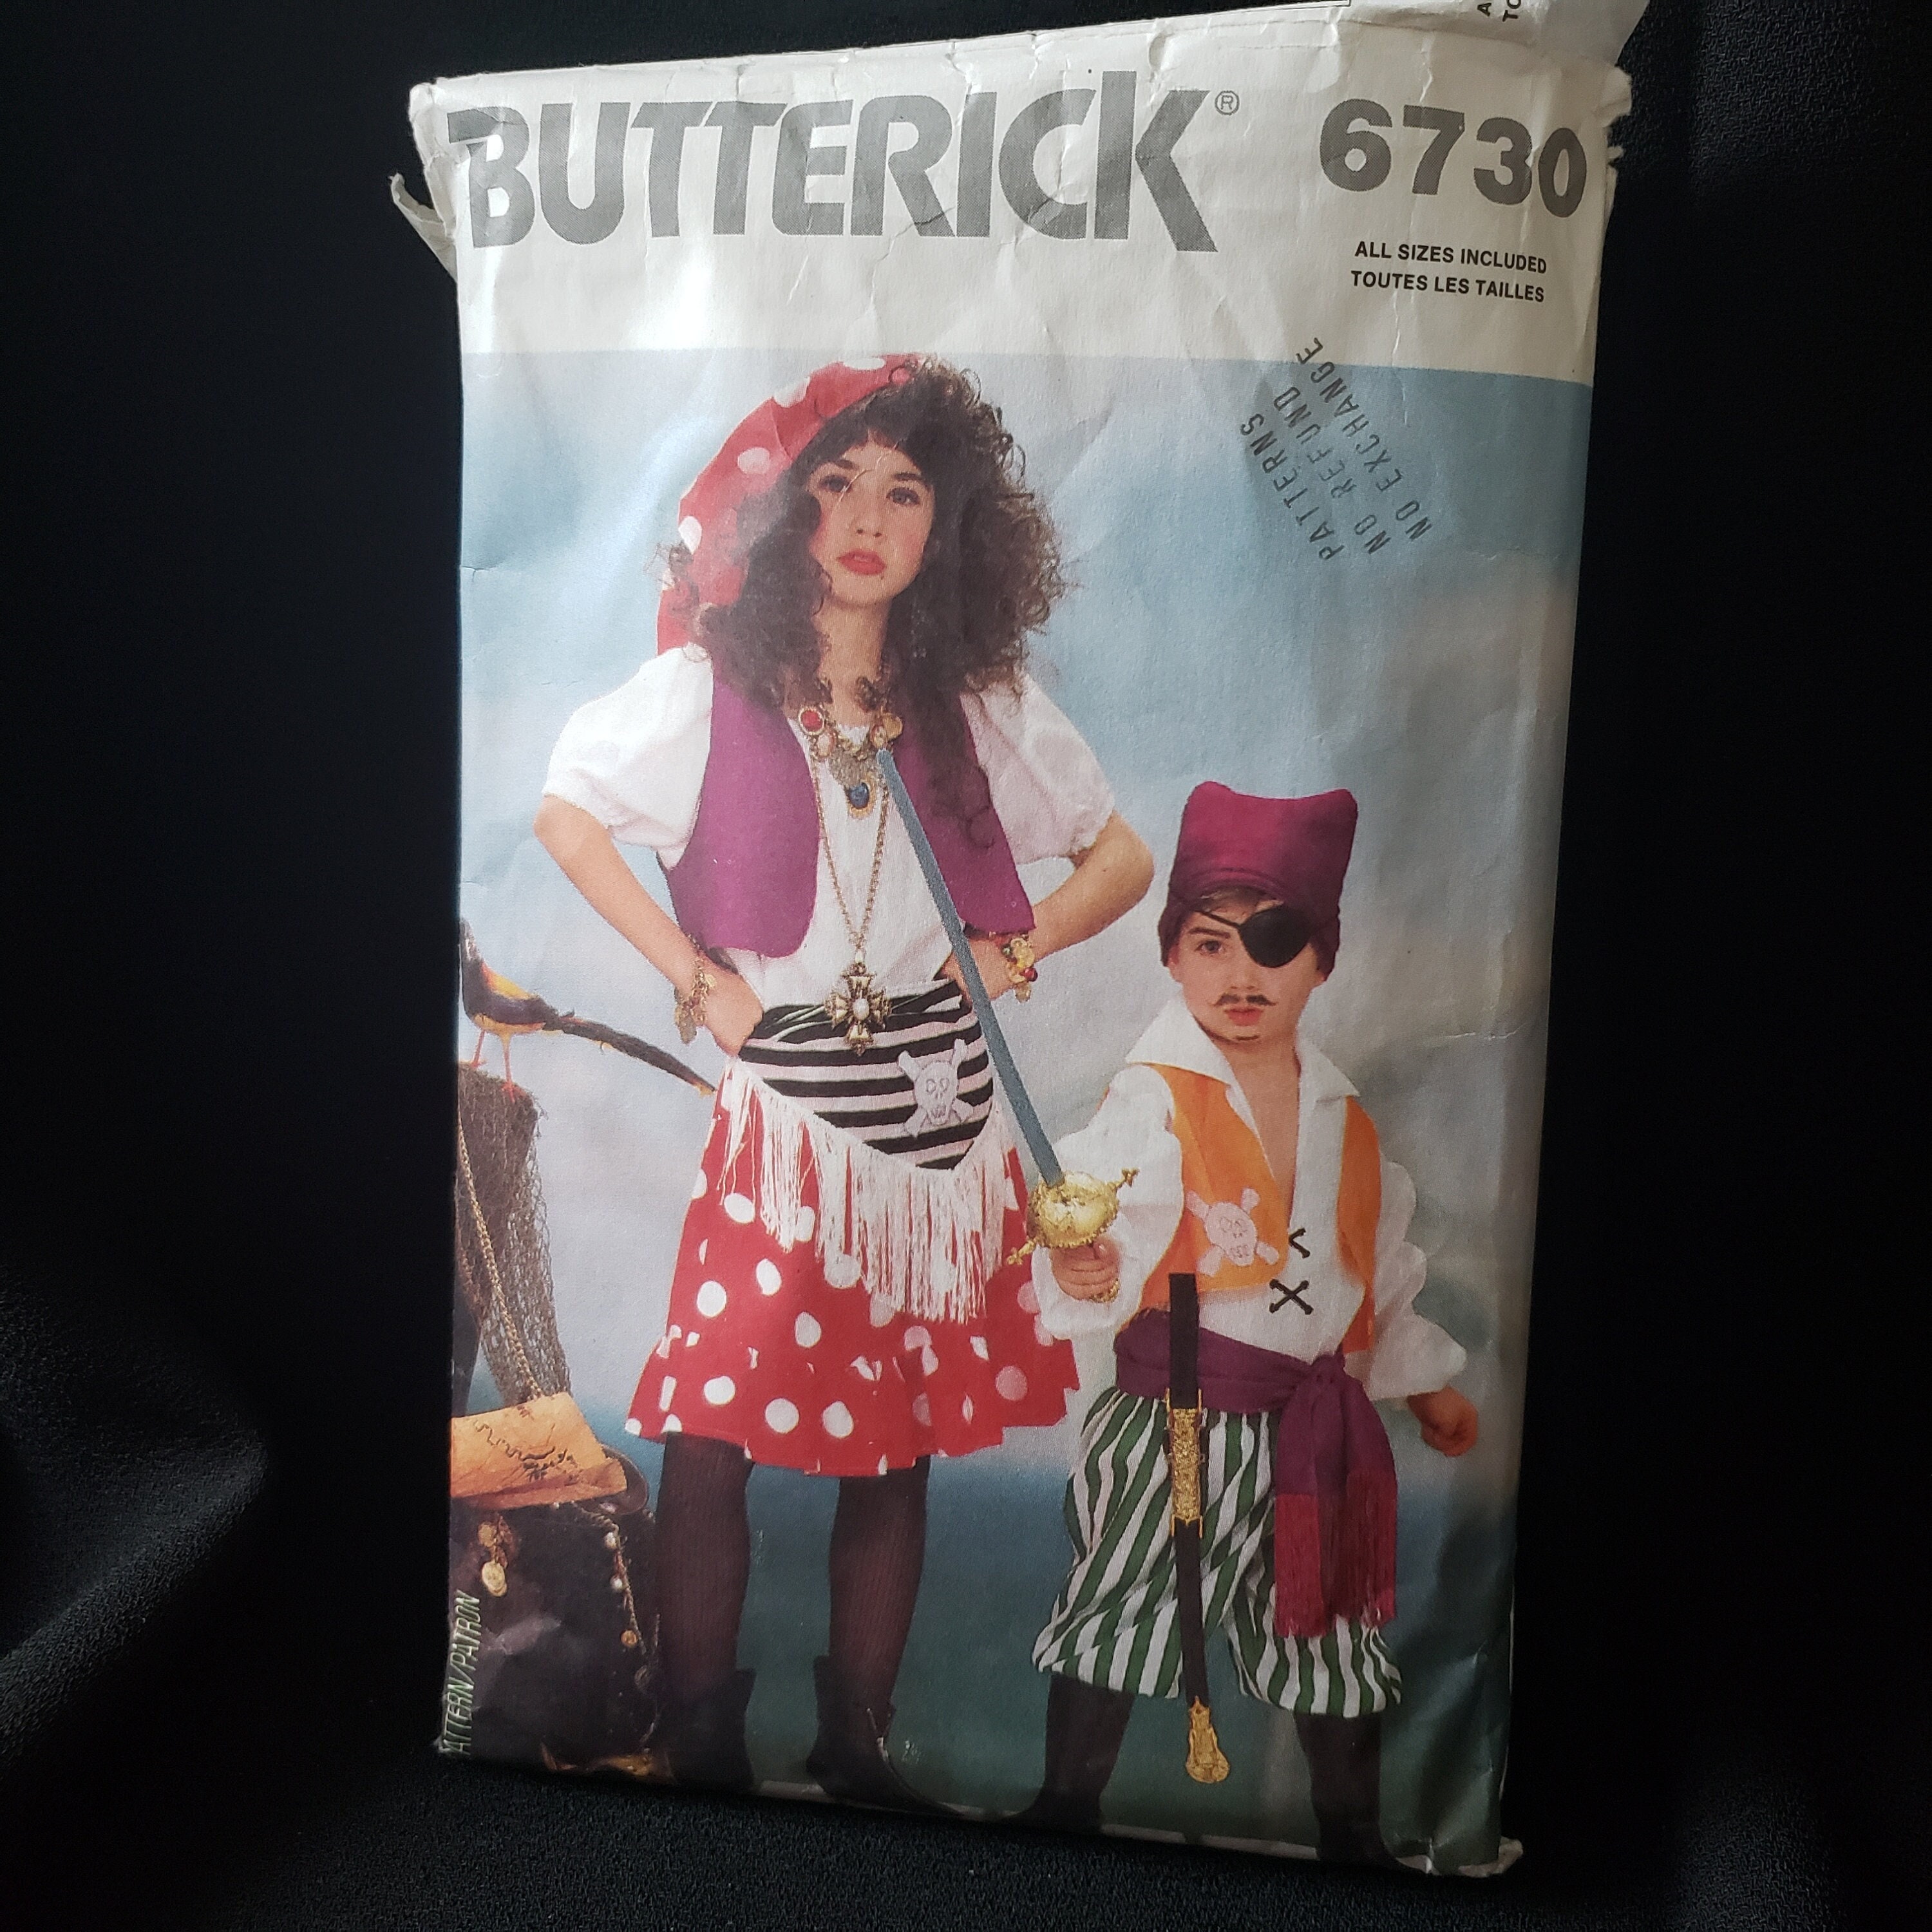 BUTTERICK® 6730
ALL SIZES INCLUDED
TOUTES LES TAILLES
PATTERNS
NO REFUND
NO EXCHANGE
PATTERN/PATRON